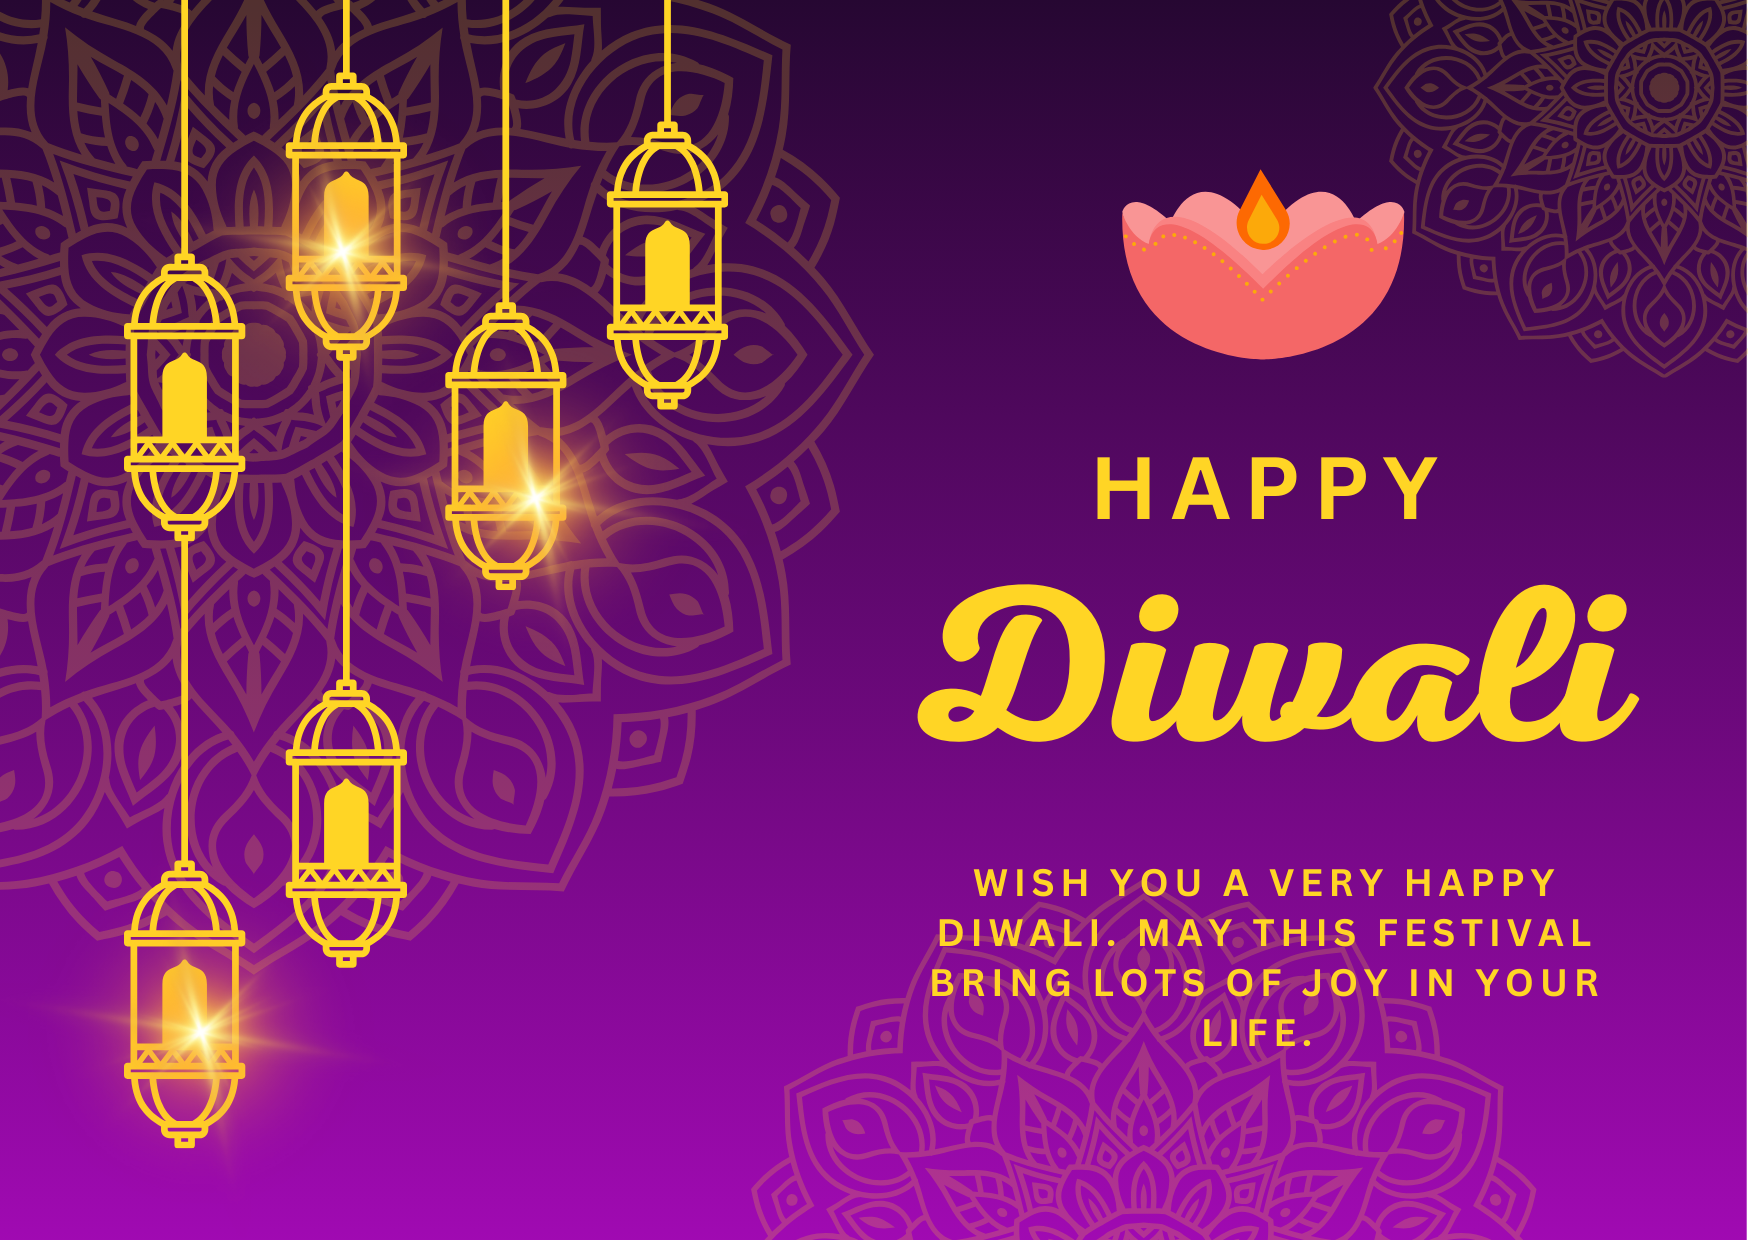 HAPPY
Diwali
WISH YOU A VERY HAPPY
DIWALI. MAY THIS FESTIVAL
BRING LOTS OF JOY IN YOUR
LIFE.